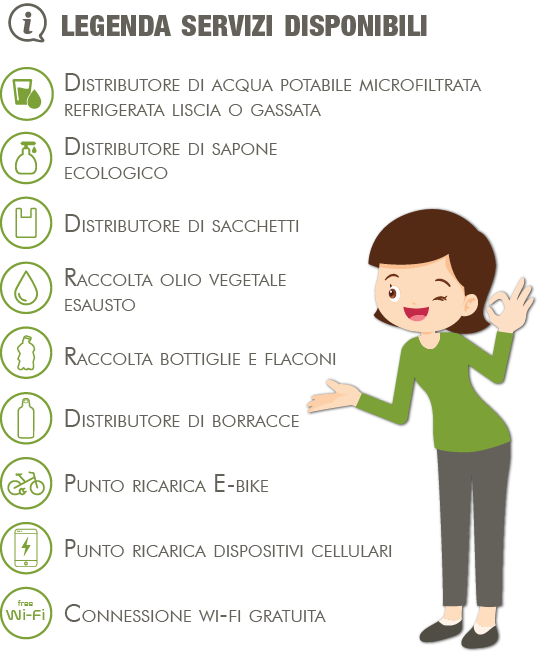 LEGENDA SERVIZI DISPONIBILI
Distributore di acqua potabile microfiltrata
refrigerata liscia o gassata
Distributore di sapone
ecologico
Distributore di sacchetti
Raccolta olio vegetale
esausto
Raccolta bottiglie e flaconi
Distributore di borracce
Punto ricarica E-bike
Punto ricarica dispositivi cellulari
free
Wi-Fi
Connessione wi-fi gratuita